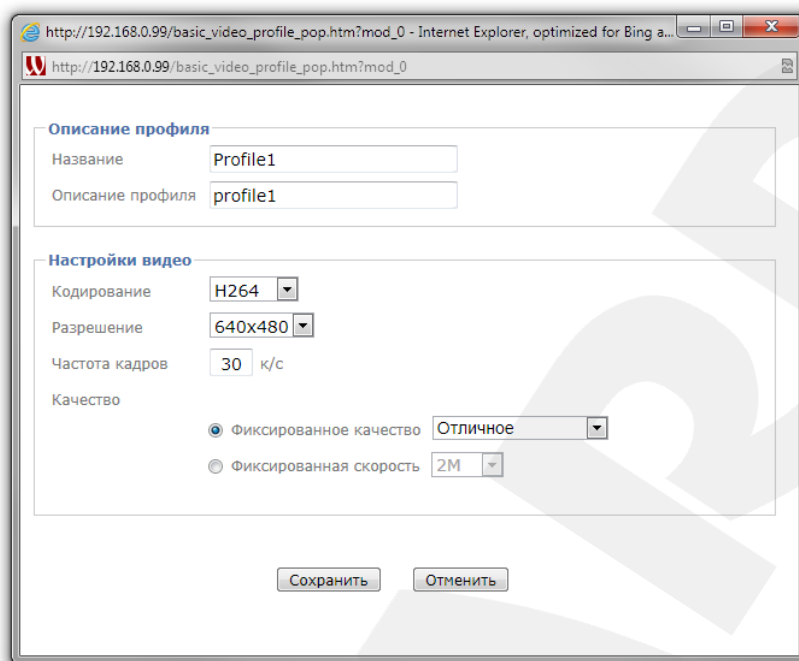 http://192.168.0.99/basic_video_profile_pop.htm?mod_0 - Internet Explorer, optimized for Bing a...
http://192.168.0.99/basic_video_profile_pop.htm?mod_0
Описание профиля
Название Profile1
Описание профиля profile1
Настройки видео
Кодирование H264
Разрешение 640x480
Частота кадров 30 к/с
Качество
Фиксированное качество Отличное
Фиксированная скорость 2M
Сохранить Отменить